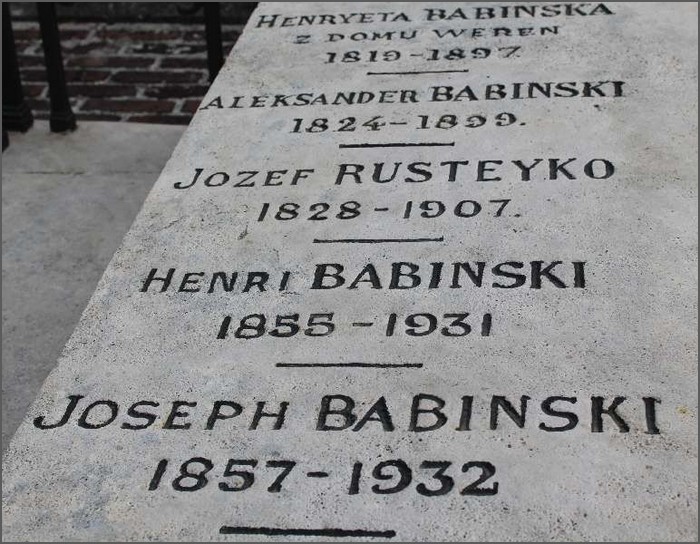 HENRYETA BABINSKA
Z DOMU WEREN
1819-1897
ALEKSANDER BABINSKI
1824-1899.
JOZEF RUSTEYKO
1828-1907.
HENRI BABINSKI
1855-1931
JOSEPH BABINSKI
1857-1932